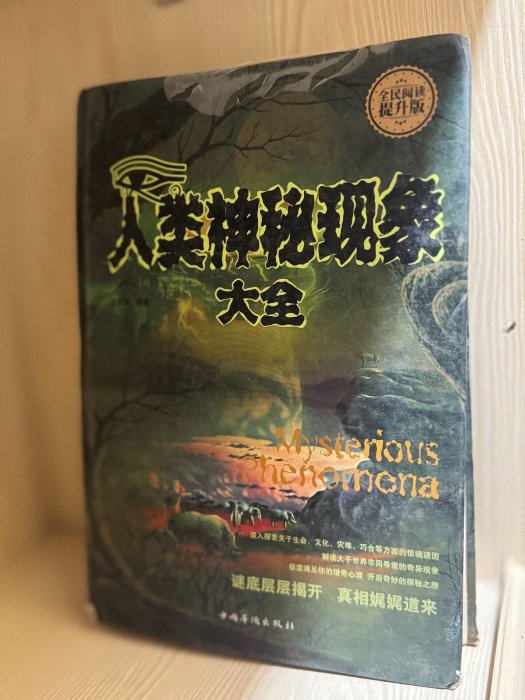 全民阅读
提升版
人类神秘现象
大全
Mysterious
Phenomena
深入探索关于生命、文化、灾难、巧合等方面的惊魂谜团
解读大千世界非同寻常的奇异现象
极度满足你的猎奇心理 开启奇妙的探秘之旅
谜底层层揭开 真相娓娓道来
中国华侨出版社